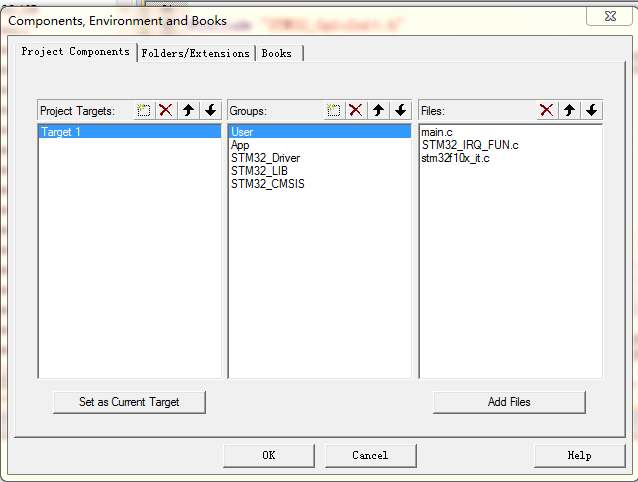 Components, Environment and Books
Project Components Folders/Extensions Books
Project Targets: Groups: Files:
Target 1
User
App
STM32_Driver
STM32_LIB
STM32_CMSIS
main.c
STM32_IRQ_FUN.c
stm32f10x_it.c
Set as Current Target Add Files
OK Cancel Help